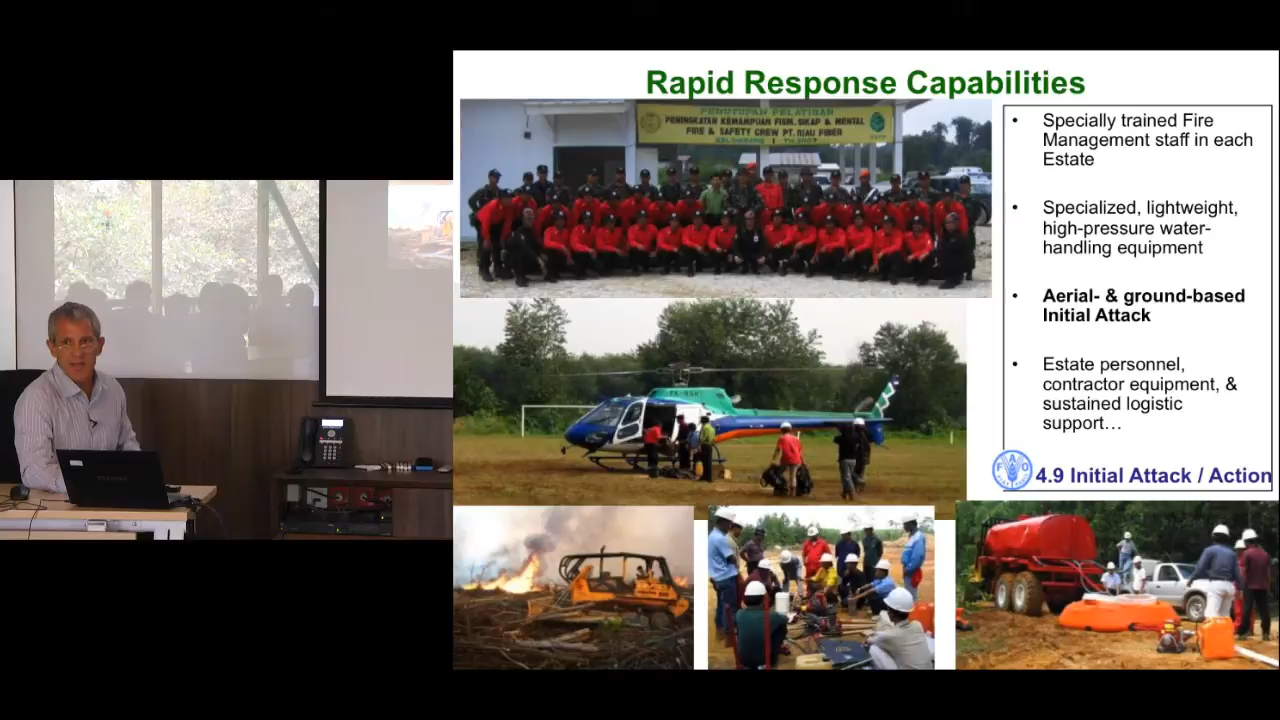 Rapid Response Capabilities
PENUTUPAN PELATIHAN
PENINGKATAN KEMAMPUAN FISIK, SIKAP & MENTAL
FIRE & SAFETY CREW PT. RIAU FIBER
• Specially trained Fire
Management staff in each
Estate
• Specialized, lightweight,
high-pressure water-
handling equipment
• Aerial- & ground-based
Initial Attack
• Estate personnel,
contractor equipment, &
sustained logistic
support…
FAO
4.9 Initial Attack / Action